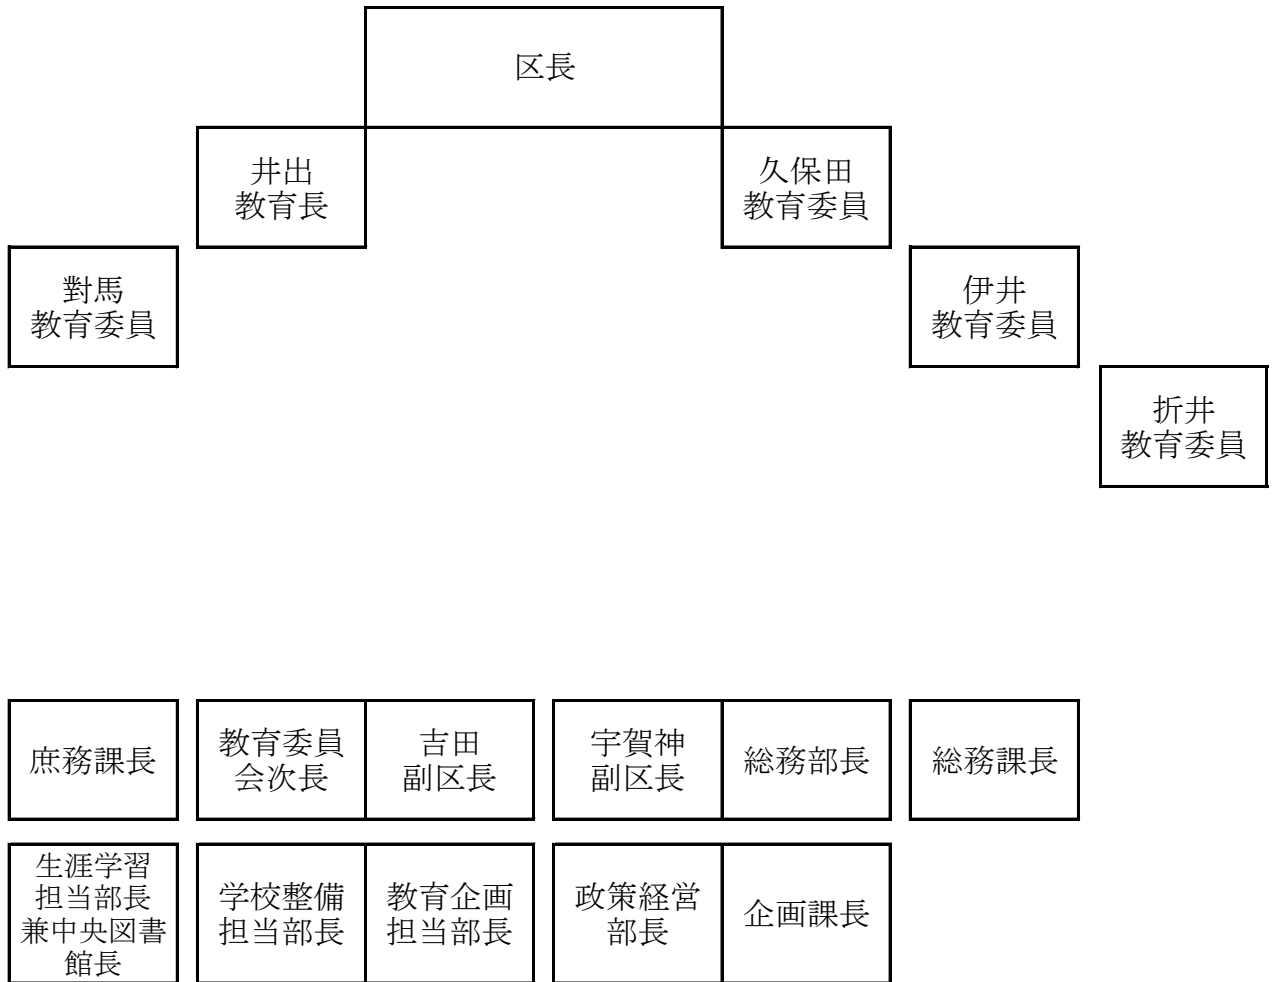 区長
井出
教育長
久保田
教育委員
對馬
教育委員
伊井
教育委員
折井
教育委員
庶務課長
教育委員
会次長
吉田
副区長
宇賀神
副区長
総務部長
総務課長
生涯学習
担当部長
兼中央図書
館長
学校整備
担当部長
教育企画
担当部長
政策経営
部長
企画課長